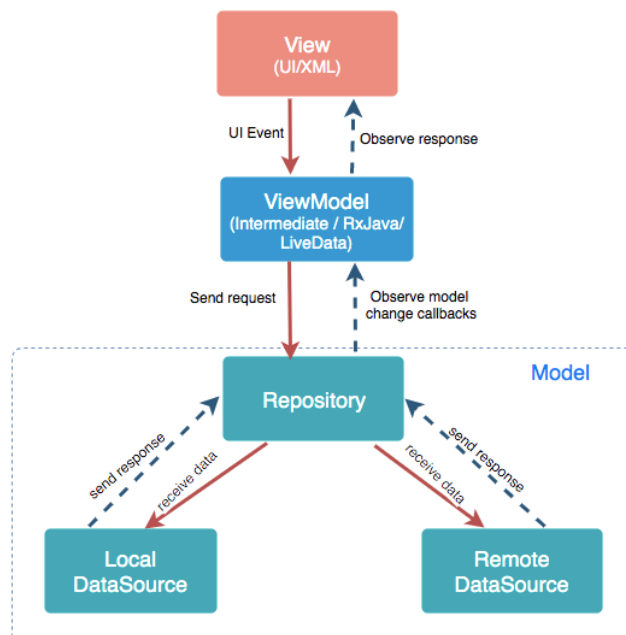 View
(UI/XML)
UI Event
Observe response
ViewModel
(Intermediate / RxJava/
LiveData)
Send request
Observe model
change callbacks
Model
Repository
send response
receive data
receive data
send response
Local
DataSource
Remote
DataSource